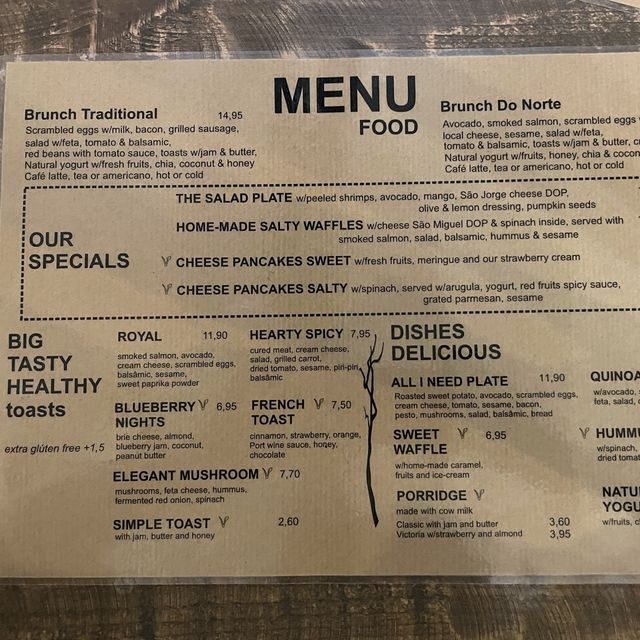 MENU
FOOD
Brunch Traditional 14,95
Scrambled eggs w/milk, bacon, grilled sausage,
salad w/feta, tomato & balsamic,
red beans with tomato sauce, toasts w/jam & butter,
Natural yogurt w/fresh fruits, chia, coconut & honey
Café latte, tea or americano, hot or cold
Brunch Do Norte
Avocado, smoked salmon, scrambled eggs
local cheese, sesame, salad w/feta,
tomato & balsamic, toasts w/jam & butter,
Natural yogurt w/fruits, honey, chia &
Café latte, tea or americano, hot or cold
OUR
SPECIALS
THE SALAD PLATE w/peeled shrimps, avocado, mango, São Jorge cheese DOP,
olive & lemon dressing, pumpkin seeds
HOME-MADE SALTY WAFFLES w/cheese São Miguel DOP & spinach inside, served with
smoked salmon, salad, balsamic, hummus & sesame
CHEESE PANCAKES SWEET w/fresh fruits, meringue and our strawberry cream
CHEESE PANCAKES SALTY w/spinach, served w/arugula, yogurt, red fruits spicy sauce,
grated parmesan, sesame
BIG
TASTY
HEALTHY
toasts
extra glúten free +1,5
ROYAL 11,90
smoked salmon, avocado,
cream cheese, scrambled eggs,
balsâmic, sesame,
sweet paprika powder
BLUEBERRY 6,95
NIGHTS
brie cheese, almond,
blueberry jam, coconut,
peanut butter
ELEGANT MUSHROOM 7,70
mushrooms, feta cheese, hummus,
fermented red onion, spinach
SIMPLE TOAST 2,60
with jam, butter and honey
HEARTY SPICY 7,95
cured meat, cream cheese,
salad, grilled carrot,
dried tomato, sesame, piri-piri,
balsâmic
FRENCH 7,50
TOAST
cinnamon, strawberry, orange,
Port wine sauce, honey,
chocolate
DISHES
DELICIOUS
ALL I NEED PLATE 11,90
Roasted sweet potato, avocado, scrambled eggs,
cream cheese, tomato, sesame, bacon,
pesto, mushrooms, salad, balsâmic, bread
SWEET 6,95
WAFFLE
w/home-made caramel,
fruits and ice-cream
PORRIDGE
made with cow milk
Classic with jam and butter 3,60
Victoria w/strawberry and almond 3,95
QUINOA
w/avocado,
feta, salad,
w/spinach,
dried
w/fruits,